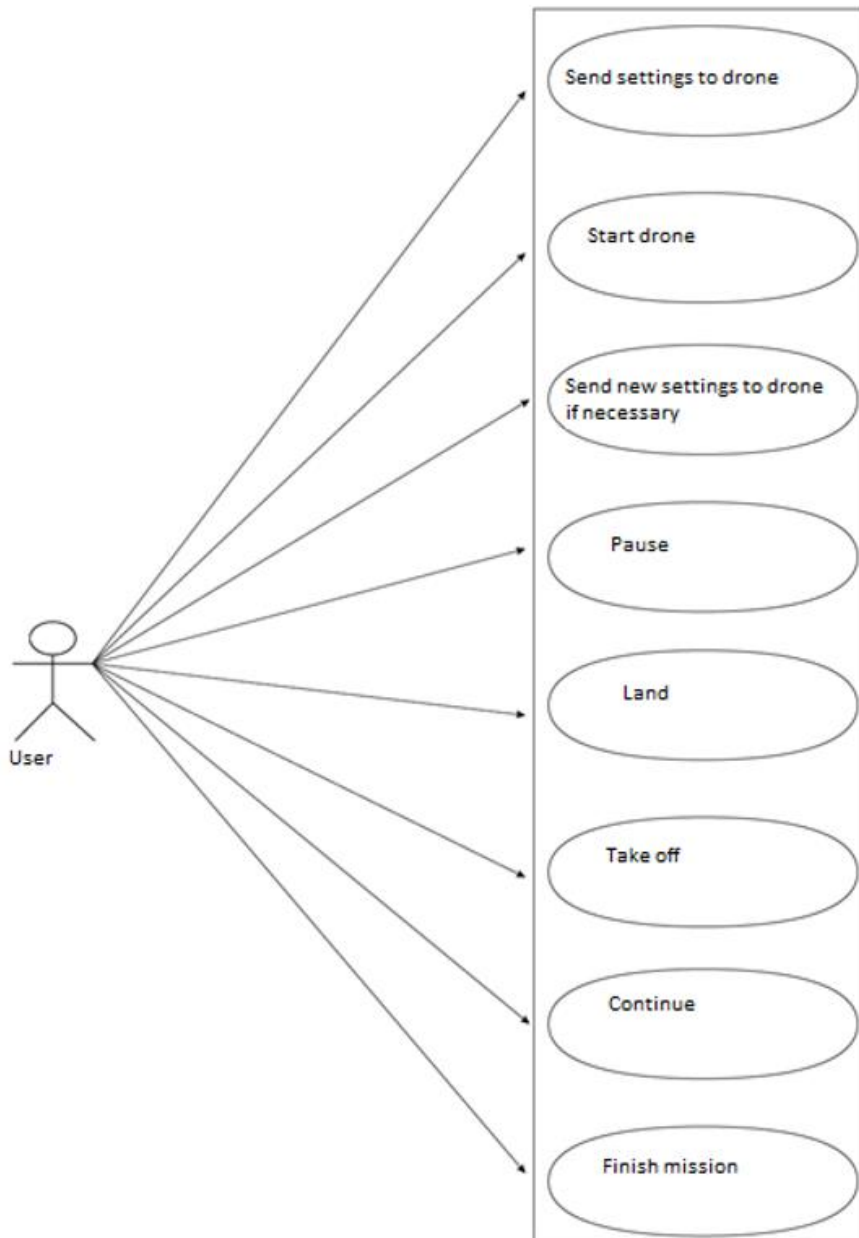 Send settings to drone
Start drone
Send new settings to drone
if necessary
Pause
Land
User
Take off
Continue
Finish mission